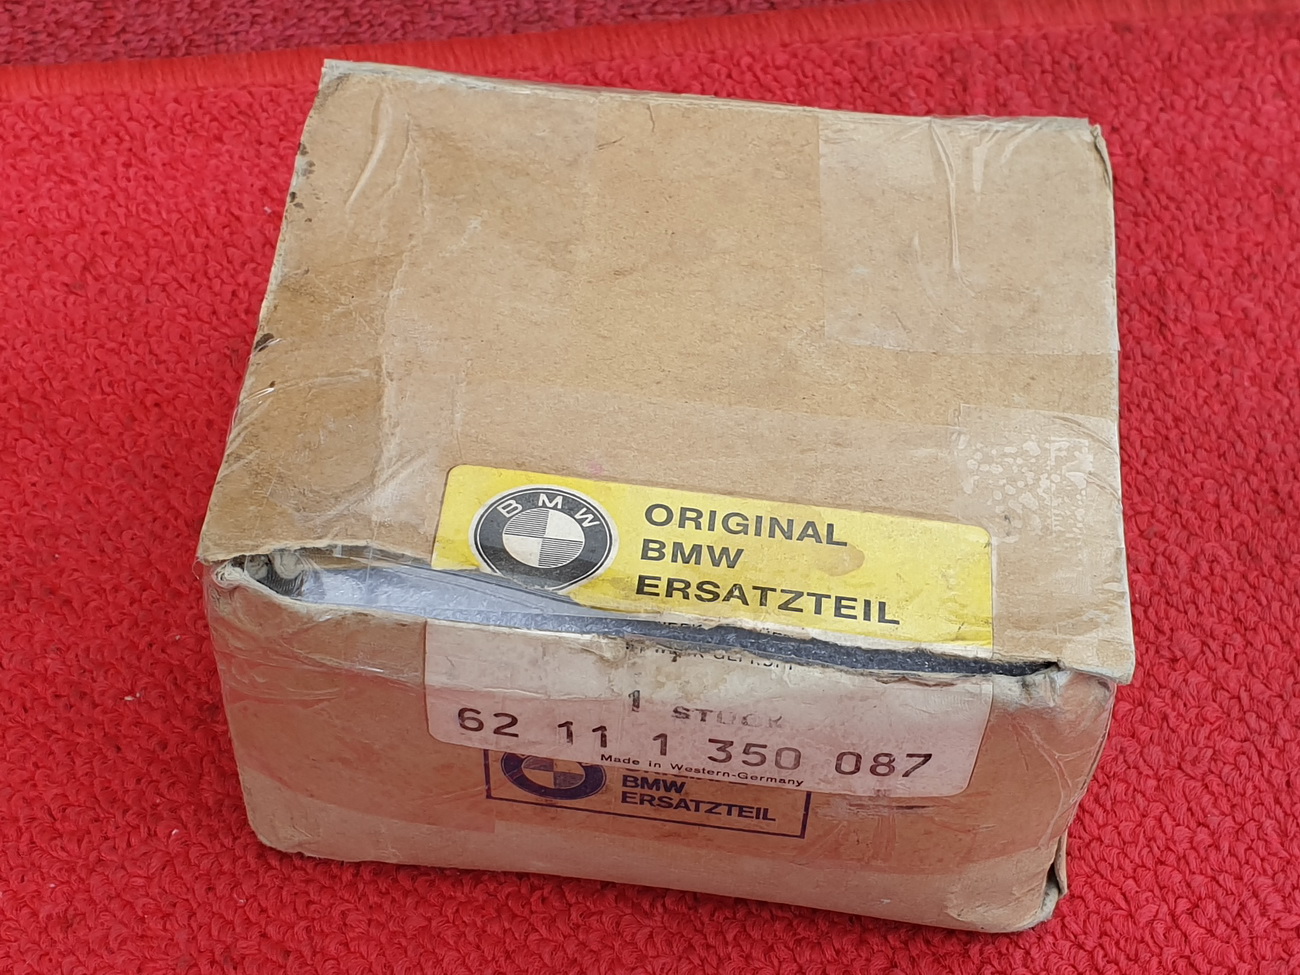 BMW
ORIGINAL
BMW
ERSATZTEIL
1 STÜCK
62 11 1 350 087
Made in Western-Germany
BMW
ERSATZTEIL